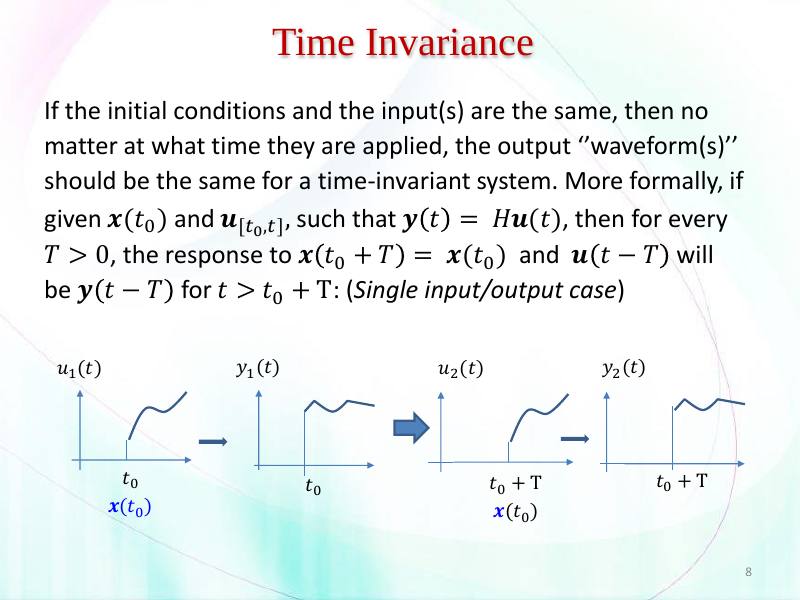 Time Invariance
If the initial conditions and the input(s) are the same, then no
matter at what time they are applied, the output ‘’waveform(s)’’
should be the same for a time-invariant system. More formally, if
given 𝒙(𝑡₀) and 𝒖[𝑡₀,𝑡], such that 𝒚(𝑡) = 𝐻𝒖(𝑡), then for every
𝑇 > 0, the response to 𝒙(𝑡₀ + 𝑇) = 𝒙(𝑡₀) and 𝒖(𝑡 − 𝑇) will
be 𝒚(𝑡 − 𝑇) for 𝑡 > 𝑡₀ + T: (Single input/output case)
𝑢₁(𝑡) 𝑦₁(𝑡) 𝑢₂(𝑡) 𝑦₂(𝑡)
𝑡₀ 𝑡₀ 𝑡₀ + T 𝑡₀ + T
𝒙(𝑡₀) 𝒙(𝑡₀)
8